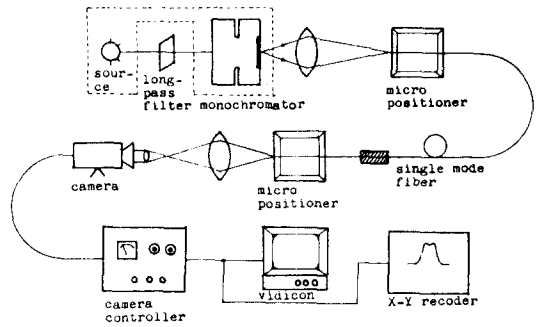 sour-
ce
long-
pass
filter
monochromator
micro
positioner
camera
micro
positioner
single mode
fiber
camera
controller
vidicon
X-Y recoder